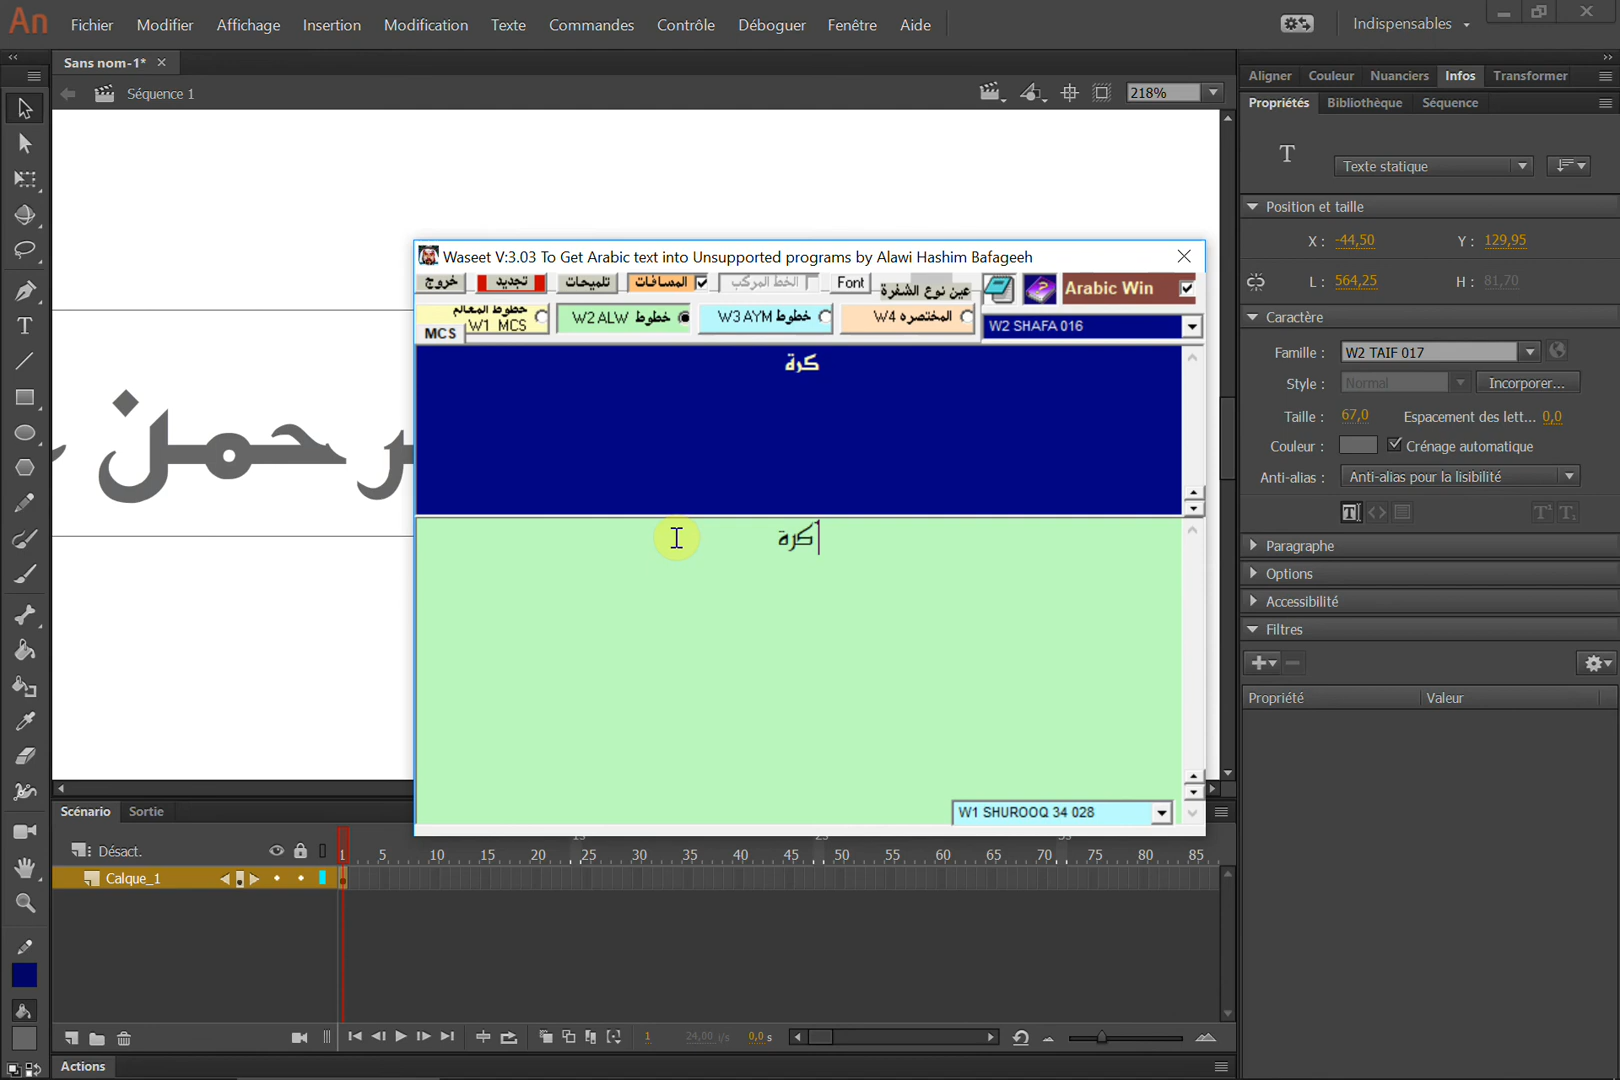 An Fichier Modifier Affichage Insertion Modification Texte Commandes Contrôle Déboguer Fenêtre Aide Indispensables
Sans nom-1*
Séquence 1
218%
Aligner Couleur Nuanciers Infos Transformer
Propriétés Bibliothèque Séquence
T Texte statique
Position et taille
X : -44,50 Y : 129,95
L : 564,25 H : 81,70
Caractère
Famille : W2 TAIF 017
Style : Normal Incorporer...
Taille : 67,0 Espacement des lett... 0,0
Couleur : Crénage automatique
Anti-alias : Anti-alias pour la lisibilité
Paragraphe
Options
Accessibilité
Filtres
Propriété Valeur
Waseet V:3.03 To Get Arabic text into Unsupported programs by Alawi Hashim Bafageeh
خروج تجديد تلميحات المسافات الخط المركب Font عين نوع الشفرة Arabic Win
خطوط المعالم W1 MCS خطوط W2 ALW خطوط W3 AYM المختصره W4 W2 SHAFA 016
MCS
كرة
كرة
W1 SHUROOQ 34 028
رحمن
Scénario Sortie
Désact.
1 5 10 15 20 25 30 35 40 45 50 55 60 65 70 75 80 85
Calque_1
1 24,00 i/s 0,0 s
Actions